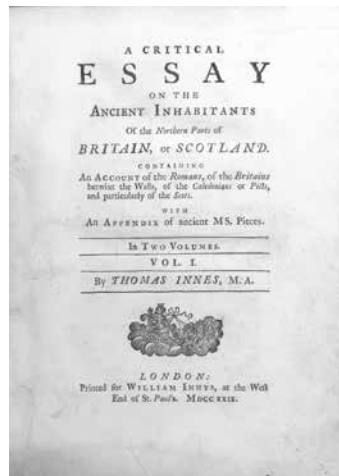 A CRITICAL
ESSAY
ON THE
ANCIENT INHABITANTS
Of the Northern Parts of
BRITAIN, or SCOTLAND.
CONTAINING
An ACCOUNT of the Romans, of the Britains
betwixt the Walls, of the Caledonians or Picts,
and particularly of the Scots.
WITH
An APPENDIX of ancient MS. Pieces.
In TWO VOLUMES.
VOL. I.
By THOMAS INNES, M.A.
LONDON:
Printed for WILLIAM INNYS, at the West
End of St. Paul's. MDCCXXIX.